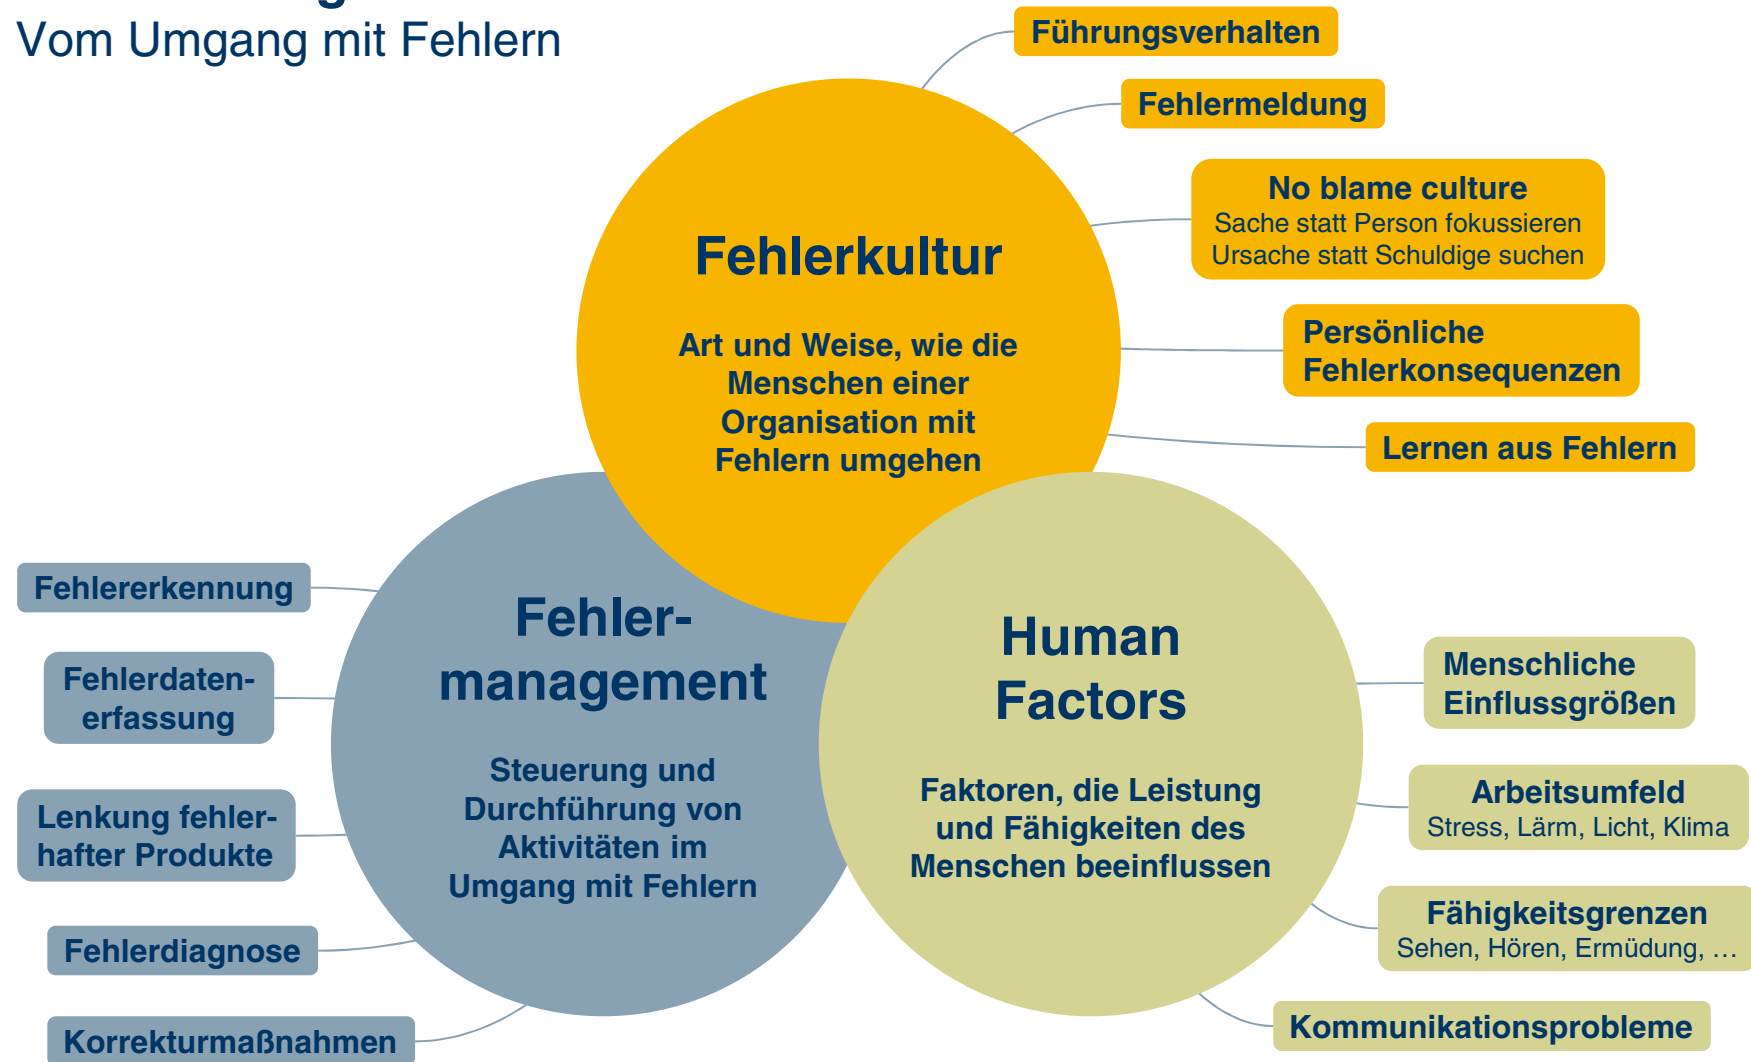 Vom Umgang mit Fehlern
Führungsverhalten
Fehlermeldung
No blame culture
Sache statt Person fokussieren
Ursache statt Schuldige suchen
Persönliche
Fehlerkonsequenzen
Lernen aus Fehlern
Fehlerkultur
Art und Weise, wie die
Menschen einer
Organisation mit
Fehlern umgehen
Fehler-
management
Steuerung und
Durchführung von
Aktivitäten im
Umgang mit Fehlern
Fehlererkennung
Fehlerdaten-
erfassung
Lenkung fehler-
hafter Produkte
Fehlerdiagnose
Korrekturmaßnahmen
Human
Factors
Faktoren, die Leistung
und Fähigkeiten des
Menschen beeinflussen
Menschliche
Einflussgrößen
Arbeitsumfeld
Stress, Lärm, Licht, Klima
Fähigkeitsgrenzen
Sehen, Hören, Ermüdung, …
Kommunikationsprobleme